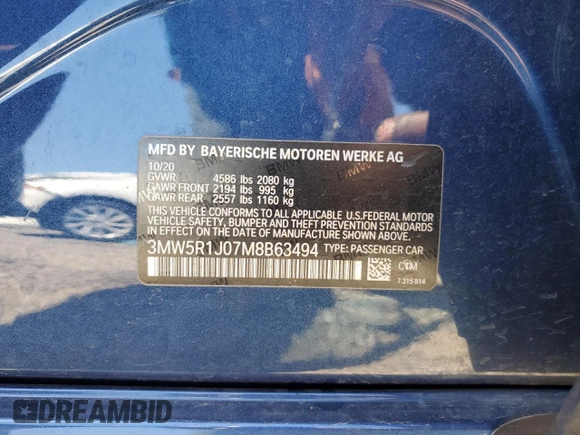 MFD BY BAYERISCHE MOTOREN WERKE AG
10/20
GVWR 4586 lbs 2080 kg
GAWR FRONT 2194 lbs 995 kg
GAWR REAR 2557 lbs 1160 kg
THIS VEHICLE CONFORMS TO ALL APPLICABLE U.S.FEDERAL MOTOR
VEHICLE SAFETY, BUMPER AND THEFT PREVENTION STANDARDS
IN EFFECT ON THE DATE OF MANUFACTURE SHOWN ABOVE.
3MW5R1J07M8B63494 TYPE: PASSENGER CAR
C1M
7 315 914
DREAMBID